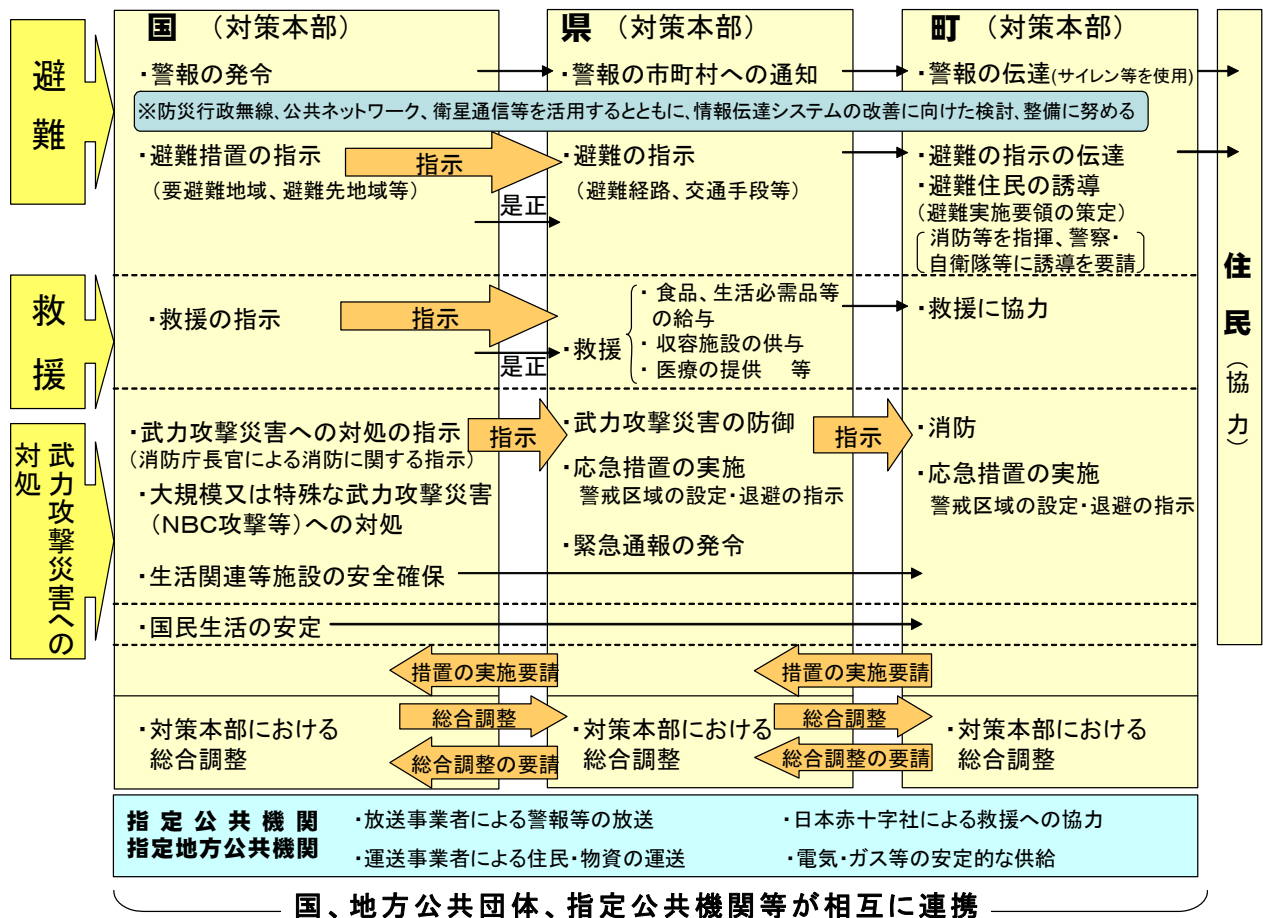 避難
国 （対策本部）
県 （対策本部）
町 （対策本部）
・警報の発令
・警報の市町村への通知
・警報の伝達(サイレン等を使用)
※防災行政無線、公共ネットワーク、衛星通信等を活用するとともに、情報伝達システムの改善に向けた検討、整備に努める
・避難措置の指示
（要避難地域、避難先地域等）
指示
是正
・避難の指示
（避難経路、交通手段等）
・避難の指示の伝達
・避難住民の誘導
（避難実施要領の策定）
消防等を指揮、警察・
自衛隊等に誘導を要請
住民（協力）
救援
・救援の指示
指示
是正
・救援
・食品、生活必需品等
の給与
・収容施設の供与
・医療の提供　等
・救援に協力
武力攻撃災害への
対処
・武力攻撃災害への対処の指示
（消防庁長官による消防に関する指示）
・大規模又は特殊な武力攻撃災害
（NBC攻撃等）への対処
指示
・武力攻撃災害の防御
・応急措置の実施
警戒区域の設定・退避の指示
・緊急通報の発令
指示
・消防
・応急措置の実施
警戒区域の設定・退避の指示
・生活関連等施設の安全確保
・国民生活の安定
措置の実施要請
措置の実施要請
・対策本部における
総合調整
総合調整
総合調整の要請
・対策本部における
総合調整
総合調整
総合調整の要請
・対策本部における
総合調整
指定公共機関
指定地方公共機関
・放送事業者による警報等の放送
・日本赤十字社による救援への協力
・運送事業者による住民・物資の運送
・電気・ガス等の安定的な供給
国、地方公共団体、指定公共機関等が相互に連携